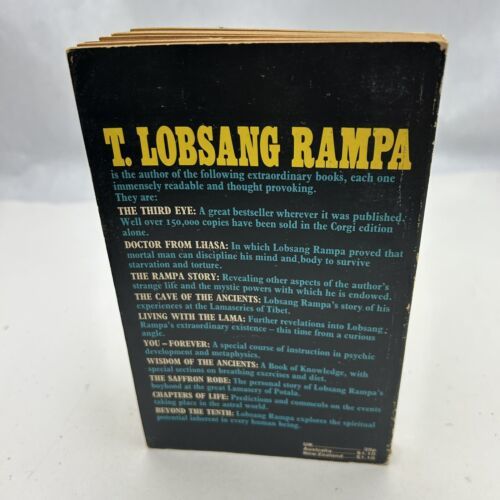 T. LOBSANG RAMPA
is the author of the following extraordinary books, each one
immensely readable and thought provoking.
They are:
THE THIRD EYE: A great bestseller wherever it was published.
Well over 150,000 copies have been sold in the Corgi edition
alone.
DOCTOR FROM LHASA: In which Lobsang Rampa proved that
mortal man can discipline his mind and body to survive
starvation and torture.
THE RAMPA STORY: Revealing other aspects of the author's
strange life and the mystic powers with which he is endowed.
THE CAVE OF THE ANCIENTS: Lobsang Rampa's story of his
experiences at the Lamaseries of Tibet.
LIVING WITH THE LAMA: Further revelations into Lobsang
Rampa's extraordinary existence – this time from a curious
angle.
YOU – FOREVER: A special course of instruction in psychic
development and metaphysics.
WISDOM OF THE ANCIENTS: A Book of Knowledge, with
special sections on breathing exercises and diet.
THE SAFFRON ROBE: The personal story of Lobsang Rampa's
boyhood at the great Lamasery of Potala.
CHAPTERS OF LIFE: Predictions and comments on the events
taking place in the astral world.
BEYOND THE TENTH: Lobsang Rampa explores the spiritual
potential inherent in every human being.
UK
Australia $1.10
New Zealand $1.10